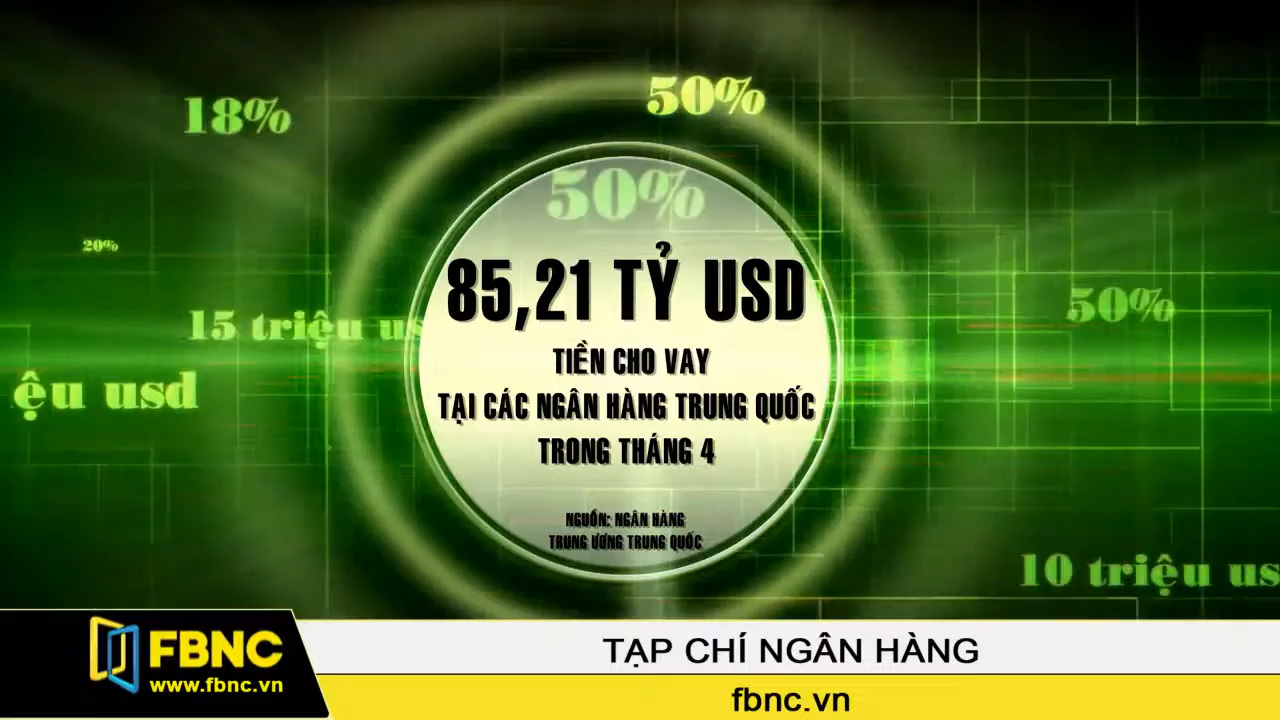 18%
50%
50%
20%
85,21 TỶ USD
50%
15 triệu us
TIỀN CHO VAY
ệu usd
TẠI CÁC NGÂN HÀNG TRUNG QUỐC
TRONG THÁNG 4
NGUỒN: NGÂN HÀNG
TRUNG ƯƠNG TRUNG QUỐC
10 triệu us
FBNC
www.fbnc.vn
TẠP CHÍ NGÂN HÀNG
fbnc.vn